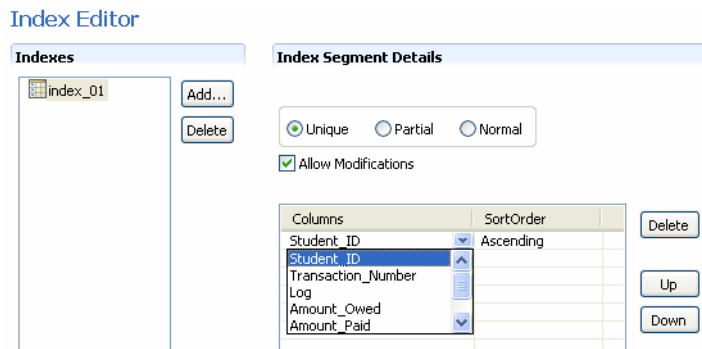 Index Editor
Indexes
index_01
Add...
Delete
Index Segment Details
Unique Partial Normal
Allow Modifications
Columns SortOrder
Student_ID Ascending
Student_ID
Transaction_Number
Log
Amount_Owed
Amount_Paid
Delete
Up
Down